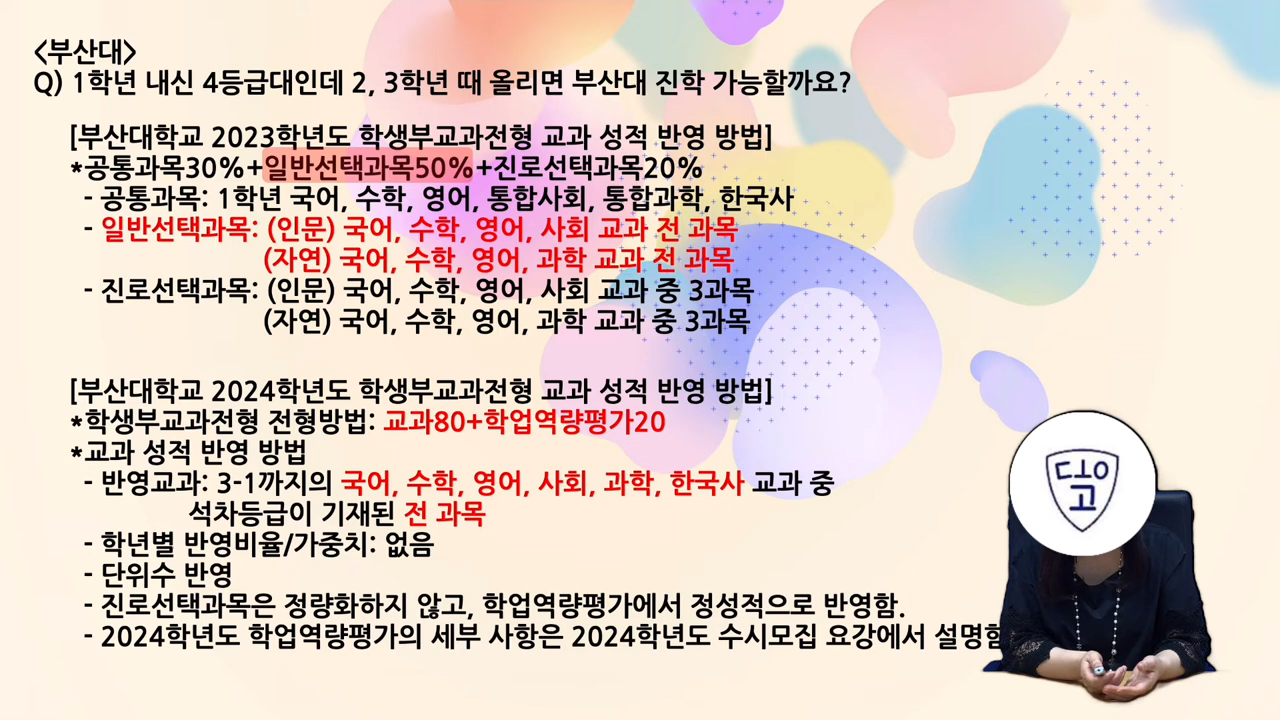 <부산대>
Q) 1학년 내신 4등급대인데 2, 3학년 때 올리면 부산대 진학 가능할까요?
[부산대학교 2023학년도 학생부교과전형 교과 성적 반영 방법]
*공통과목30%+일반선택과목50%+진로선택과목20%
- 공통과목: 1학년 국어, 수학, 영어, 통합사회, 통합과학, 한국사
- 일반선택과목: (인문) 국어, 수학, 영어, 사회 교과 전 과목
(자연) 국어, 수학, 영어, 과학 교과 전 과목
- 진로선택과목: (인문) 국어, 수학, 영어, 사회 교과 중 3과목
(자연) 국어, 수학, 영어, 과학 교과 중 3과목
[부산대학교 2024학년도 학생부교과전형 교과 성적 반영 방법]
*학생부교과전형 전형방법: 교과80+학업역량평가20
*교과 성적 반영 방법
- 반영교과: 3-1까지의 국어, 수학, 영어, 사회, 과학, 한국사 교과 중
석차등급이 기재된 전 과목
- 학년별 반영비율/가중치: 없음
- 단위수 반영
- 진로선택과목은 정량화하지 않고, 학업역량평가에서 정성적으로 반영함.
- 2024학년도 학업역량평가의 세부 사항은 2024학년도 수시모집 요강에서 설명함
고